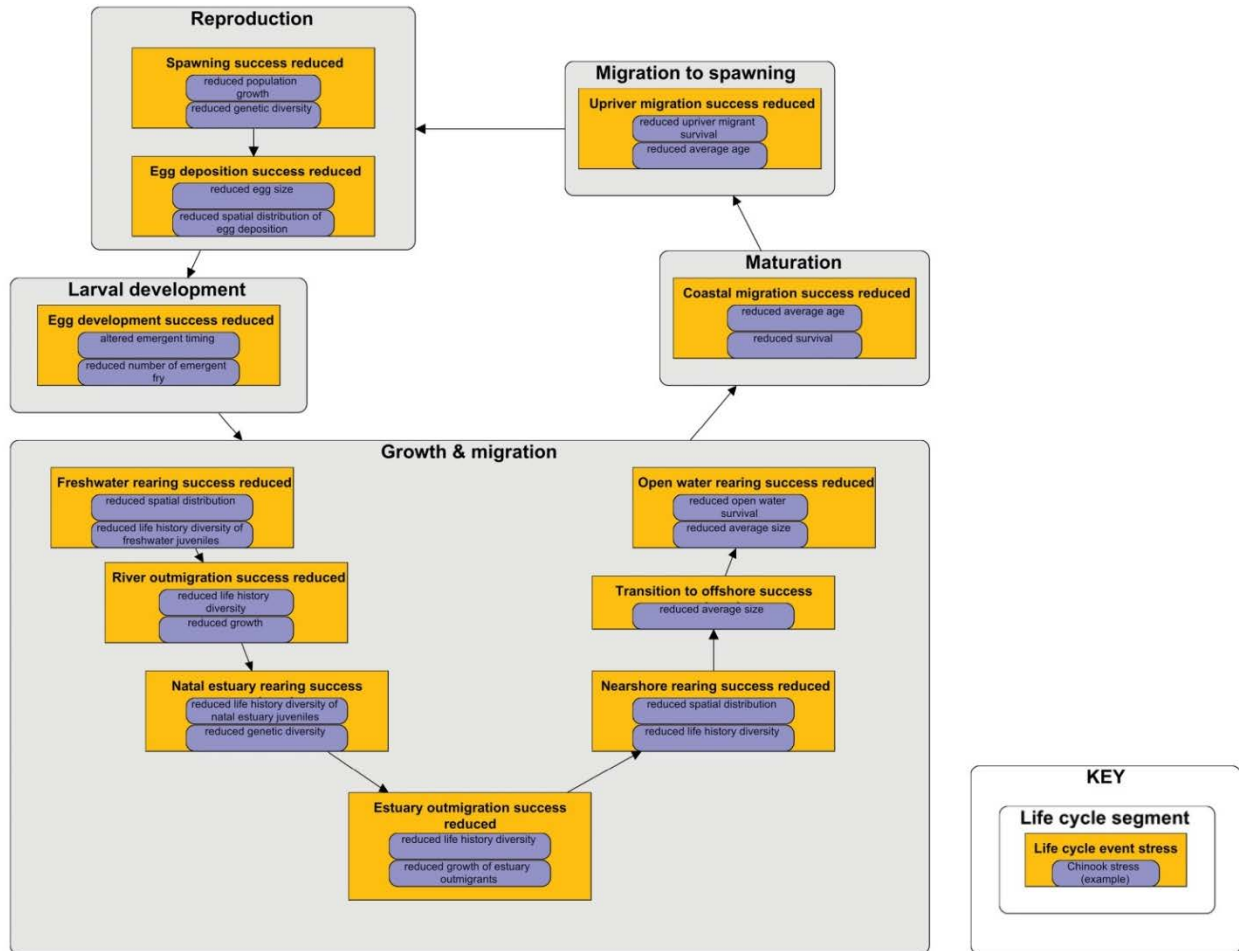 Reproduction
Spawning success reduced
reduced population
growth
reduced genetic diversity
Egg deposition success reduced
reduced egg size
reduced spatial distribution of
egg deposition
Migration to spawning
Upriver migration success reduced
reduced upriver migrant
survival
reduced average age
Maturation
Coastal migration success reduced
reduced average age
reduced survival
Larval development
Egg development success reduced
altered emergent timing
reduced number of emergent
fry
Growth & migration
Freshwater rearing success reduced
reduced spatial distribution
reduced life history diversity of
freshwater juveniles
River outmigration success reduced
reduced life history
diversity
reduced growth
Natal estuary rearing success
reduced life history diversity of
natal estuary juveniles
reduced genetic diversity
Estuary outmigration success
reduced
reduced life history diversity
reduced growth of estuary
outmigrants
Nearshore rearing success reduced
reduced spatial distribution
reduced life history diversity
Transition to offshore success
reduced average size
Open water rearing success reduced
reduced open water
survival
reduced average size
KEY
Life cycle segment
Life cycle event stress
Chinook stress
(example)